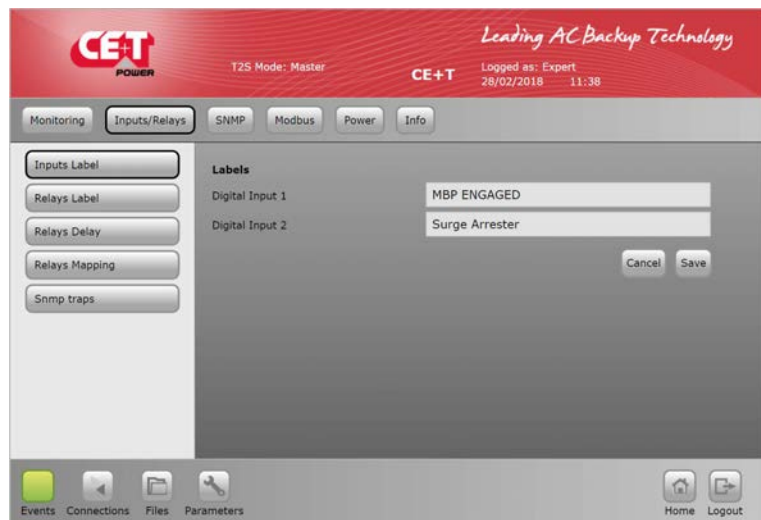 CE+T
POWER
Leading AC Backup Technology
T2S Mode: Master
CE+T
Logged as: Expert
28/02/2018 11:38
Monitoring Inputs/Relays SNMP Modbus Power Info
Inputs Label
Relays Label
Relays Delay
Relays Mapping
Snmp traps
Labels
Digital Input 1 MBP ENGAGED
Digital Input 2 Surge Arrester
Cancel Save
Events Connections Files Parameters Home Logout